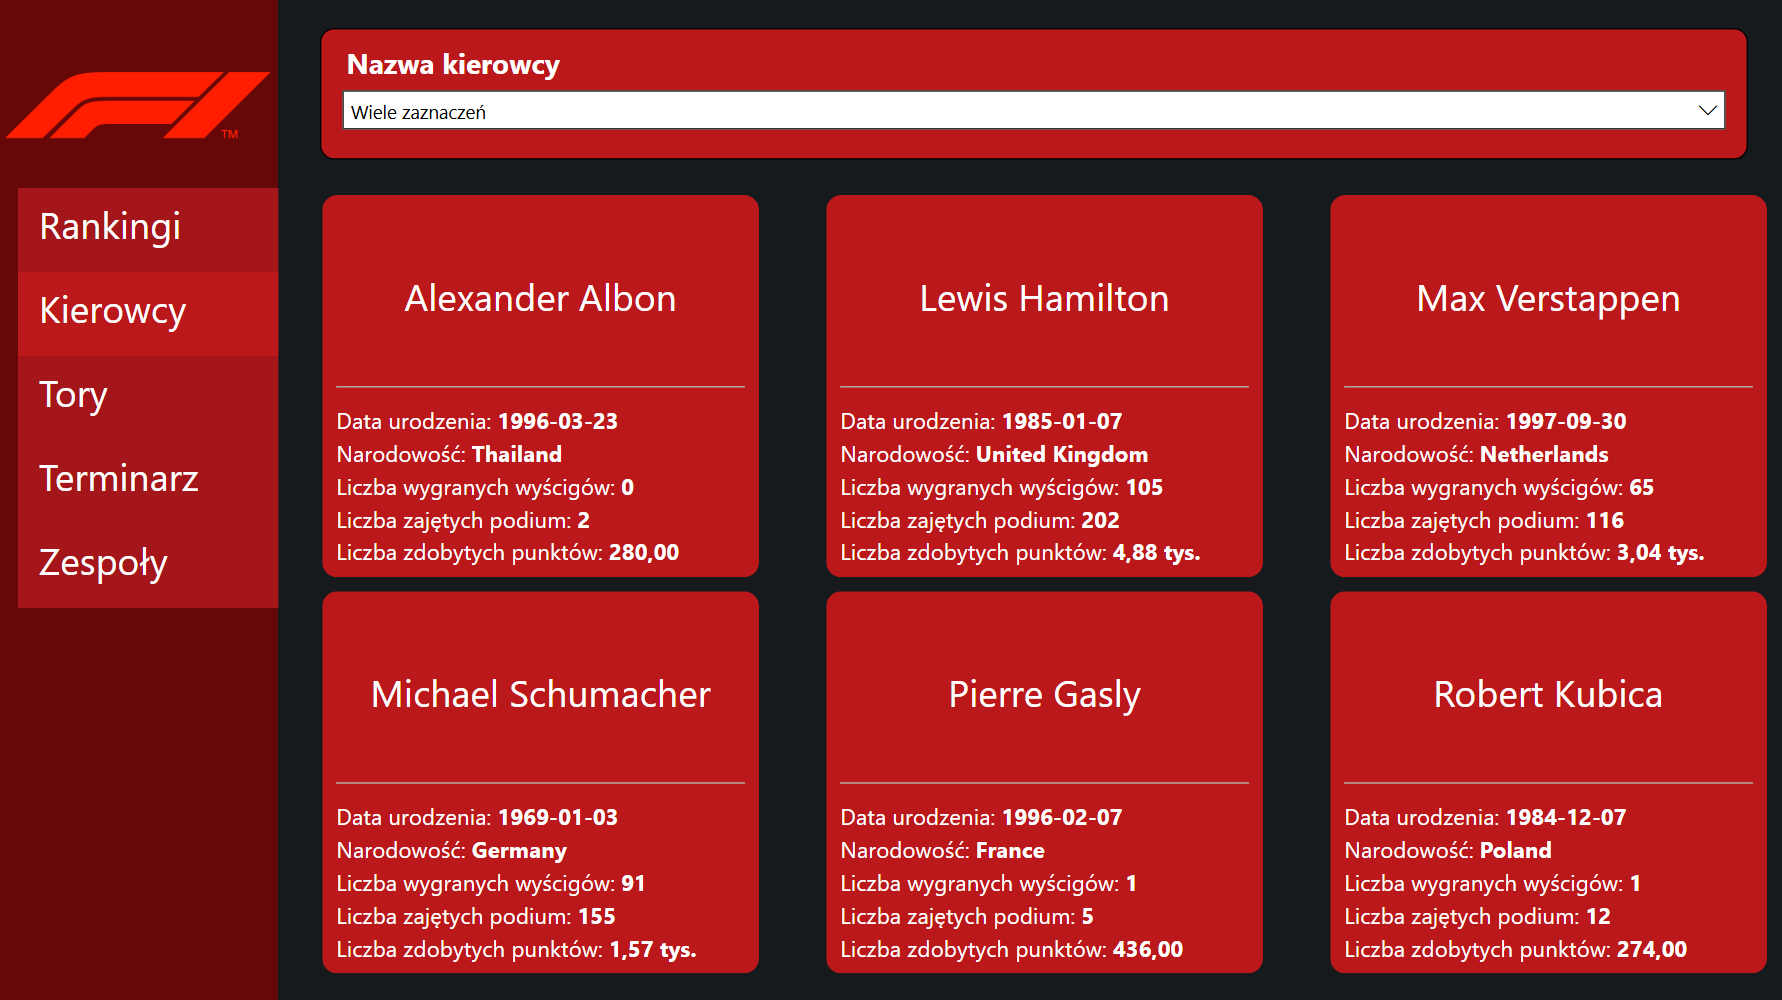 F1
TM
Rankingi
Kierowcy
Tory
Terminarz
Zespoły
Nazwa kierowcy
Wiele zaznaczeń
Alexander Albon
Data urodzenia: 1996-03-23
Narodowość: Thailand
Liczba wygranych wyścigów: 0
Liczba zajętych podium: 2
Liczba zdobytych punktów: 280,00
Lewis Hamilton
Data urodzenia: 1985-01-07
Narodowość: United Kingdom
Liczba wygranych wyścigów: 105
Liczba zajętych podium: 202
Liczba zdobytych punktów: 4,88 tys.
Max Verstappen
Data urodzenia: 1997-09-30
Narodowość: Netherlands
Liczba wygranych wyścigów: 65
Liczba zajętych podium: 116
Liczba zdobytych punktów: 3,04 tys.
Michael Schumacher
Data urodzenia: 1969-01-03
Narodowość: Germany
Liczba wygranych wyścigów: 91
Liczba zajętych podium: 155
Liczba zdobytych punktów: 1,57 tys.
Pierre Gasly
Data urodzenia: 1996-02-07
Narodowość: France
Liczba wygranych wyścigów: 1
Liczba zajętych podium: 5
Liczba zdobytych punktów: 436,00
Robert Kubica
Data urodzenia: 1984-12-07
Narodowość: Poland
Liczba wygranych wyścigów: 1
Liczba zajętych podium: 12
Liczba zdobytych punktów: 274,00